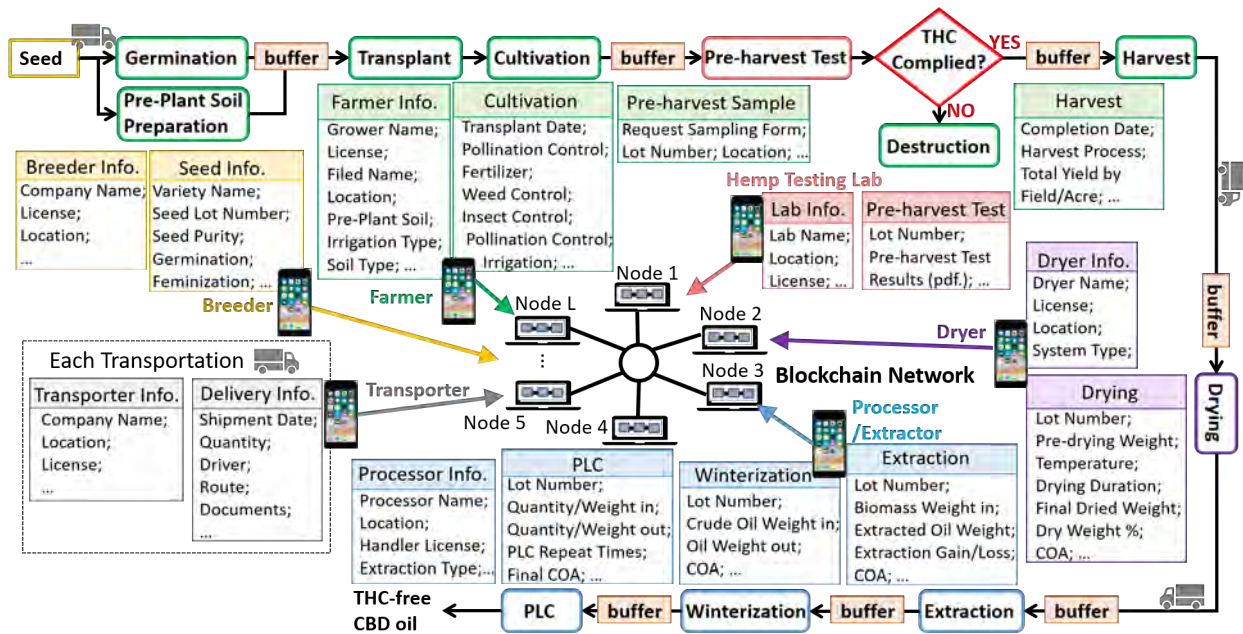 Seed
Germination
buffer
Transplant
Cultivation
buffer
Pre-harvest Test
THC
Complied?
YES
buffer
Harvest
NO
Destruction
Pre-Plant Soil
Preparation
Breeder Info.
Company Name;
License;
Location;
...
Seed Info.
Variety Name;
Seed Lot Number;
Seed Purity;
Germination;
Feminization; ...
Breeder
Farmer Info.
Grower Name;
License;
Filed Name;
Location;
Pre-Plant Soil;
Irrigation Type;
Soil Type; ...
Farmer
Cultivation
Transplant Date;
Pollination Control;
Fertilizer;
Weed Control;
Insect Control;
Pollination Control;
Irrigation; ...
Pre-harvest Sample
Request Sampling Form;
Lot Number; Location; ...
Hemp Testing Lab
Lab Info.
Lab Name;
Location;
License; ...
Pre-harvest Test
Lot Number;
Pre-harvest Test
Results (pdf.); ...
Harvest
Completion Date;
Harvest Process;
Total Yield by
Field/Acre; ...
buffer
Dryer Info.
Dryer Name;
License;
Location;
System Type;
Dryer
Drying
Drying
Lot Number;
Pre-drying Weight;
Temperature;
Drying Duration;
Final Dried Weight;
Dry Weight %;
COA; ...
Node 1
Node L
Node 2
...
Node 3
Node 5
Node 4
Blockchain Network
Each Transportation
Transporter Info.
Company Name;
Location;
License;
...
Delivery Info.
Shipment Date;
Quantity;
Driver;
Route;
Documents;
...
Transporter
Processor
/Extractor
Processor Info.
Processor Name;
Location;
Handler License;
Extraction Type;...
PLC
Lot Number;
Quantity/Weight in;
Quantity/Weight out;
PLC Repeat Times;
Final COA; ...
Winterization
Lot Number;
Crude Oil Weight in;
Oil Weight out;
COA; ...
Extraction
Lot Number;
Biomass Weight in;
Extracted Oil Weight;
Extraction Gain/Loss;
COA; ...
THC-free
CBD oil
PLC
buffer
Winterization
buffer
Extraction
buffer